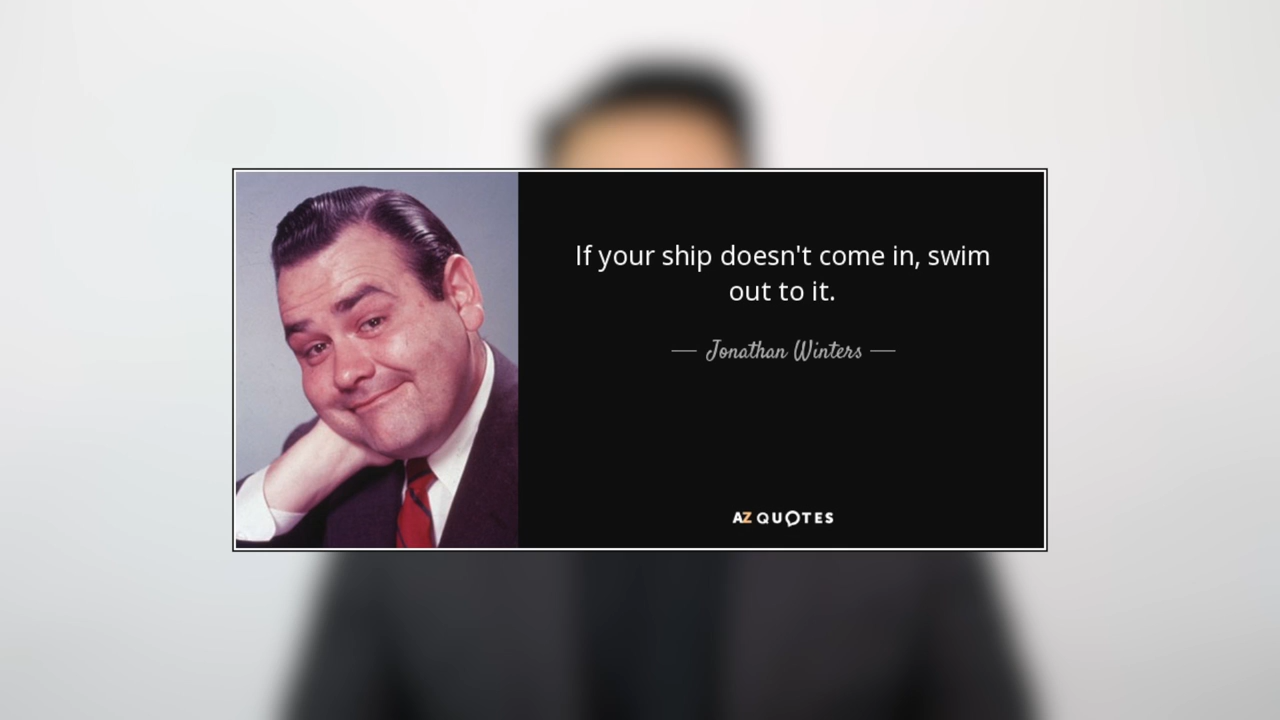 If your ship doesn't come in, swim
out to it.
— Jonathan Winters —
AZ QUOTES